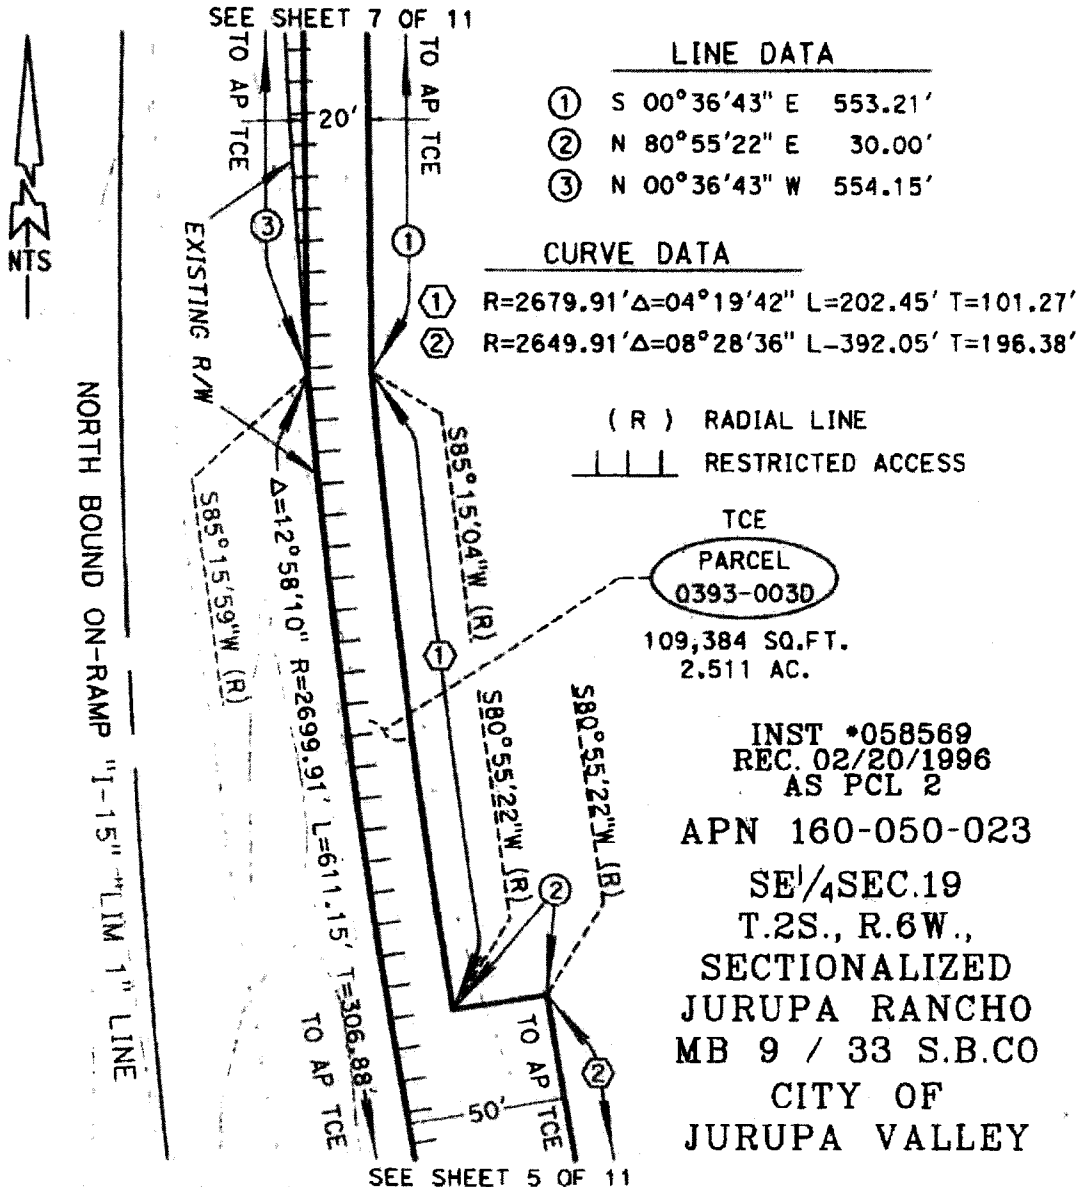 SEE SHEET 7 OF 11
TO AP TCE
TO AP TCE
20'
NTS
EXISTING R/W
③
①
LINE DATA
① S 00°36'43" E 553.21'
② N 80°55'22" E 30.00'
③ N 00°36'43" W 554.15'
CURVE DATA
1 R=2679.91' Δ=04°19'42" L=202.45' T=101.27'
2 R=2649.91' Δ=08°28'36" L-392.05' T=196.38'
( R ) RADIAL LINE
RESTRICTED ACCESS
TCE
PARCEL
0393-003D
109,384 SQ.FT.
2.511 AC.
NORTH BOUND ON-RAMP "I-15" "LIM 1" LINE
S85°15'59"W (R)
Δ=12°58'10" R=2699.91' L=611.15' T=306.88'
S85°15'04"W (R)
1
S80°55'22"W (R)
S80°55'22"W (R)
②
2
TO AP TCE
TO AP TCE
50'
INST *058569
REC. 02/20/1996
AS PCL 2
APN 160-050-023
SE1/4SEC.19
T.2S., R.6W.,
SECTIONALIZED
JURUPA RANCHO
MB 9 / 33 S.B.CO
CITY OF
JURUPA VALLEY
SEE SHEET 5 OF 11